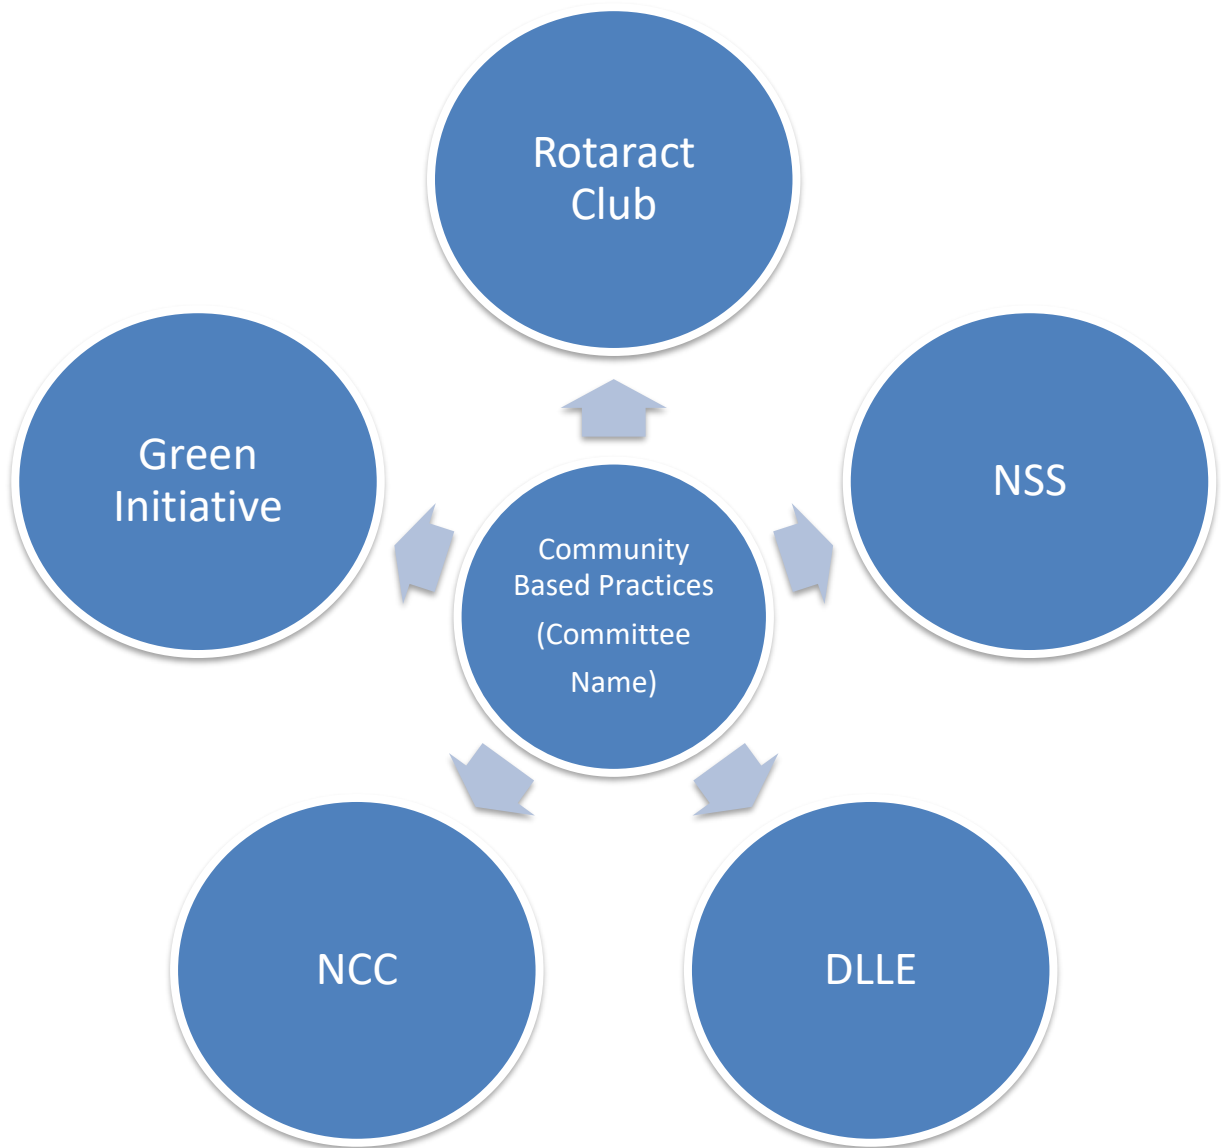 Rotaract
Club
Green
Initiative
NSS
Community
Based Practices
(Committee
Name)
NCC
DLLE